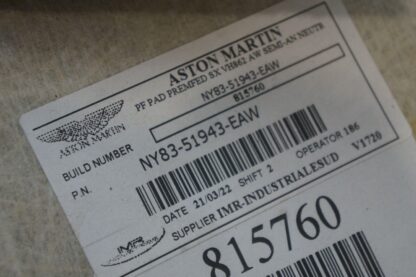 ASTON MARTIN
PF PAD PREMFED SX VH862 AW SEMI-AN NEUTR
NY83-51943-EAW
815760
ASTON MARTIN
BUILD NUMBER
P.N.
NY83-51943-EAW
DATE 21/03/22 SHIFT 2 OPERATOR 186
SUPPLIER IMR-INDUSTRIALESUD V1720
IMR
815760